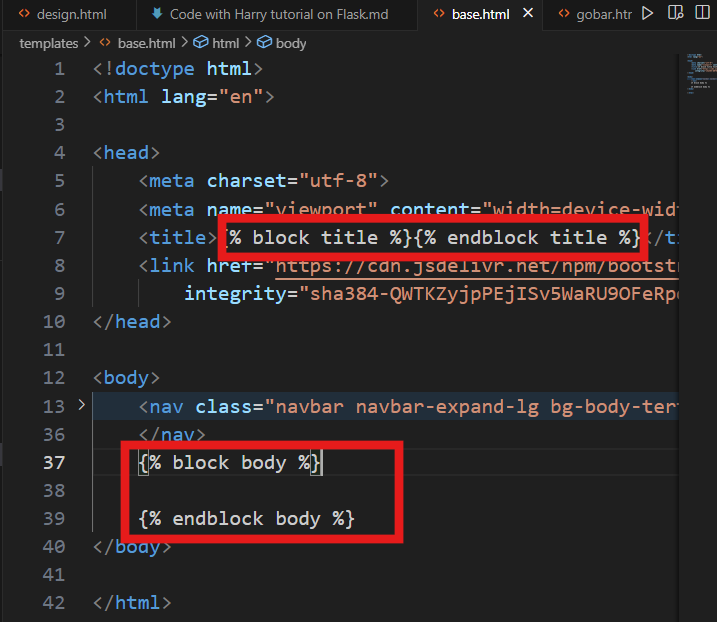 design.html Code with Harry tutorial on Flask.md base.html gobar.htr
templates > base.html > html > body
1 <!doctype html>
2 <html lang="en">
3
4 <head>
5 <meta charset="utf-8">
6 <meta name="viewport" content="width=device-widt
7 <title>{% block title %}{% endblock title %}</ti
8 <link href="https://cdn.jsdelivr.net/npm/bootstr
9 integrity="sha384-QWTKZyjpPEjISv5WaRU9OFeRpo
10 </head>
11
12 <body>
13 <nav class="navbar navbar-expand-lg bg-body-tert
36 </nav>
37 {% block body %}
38
39 {% endblock body %}
40 </body>
41
42 </html>